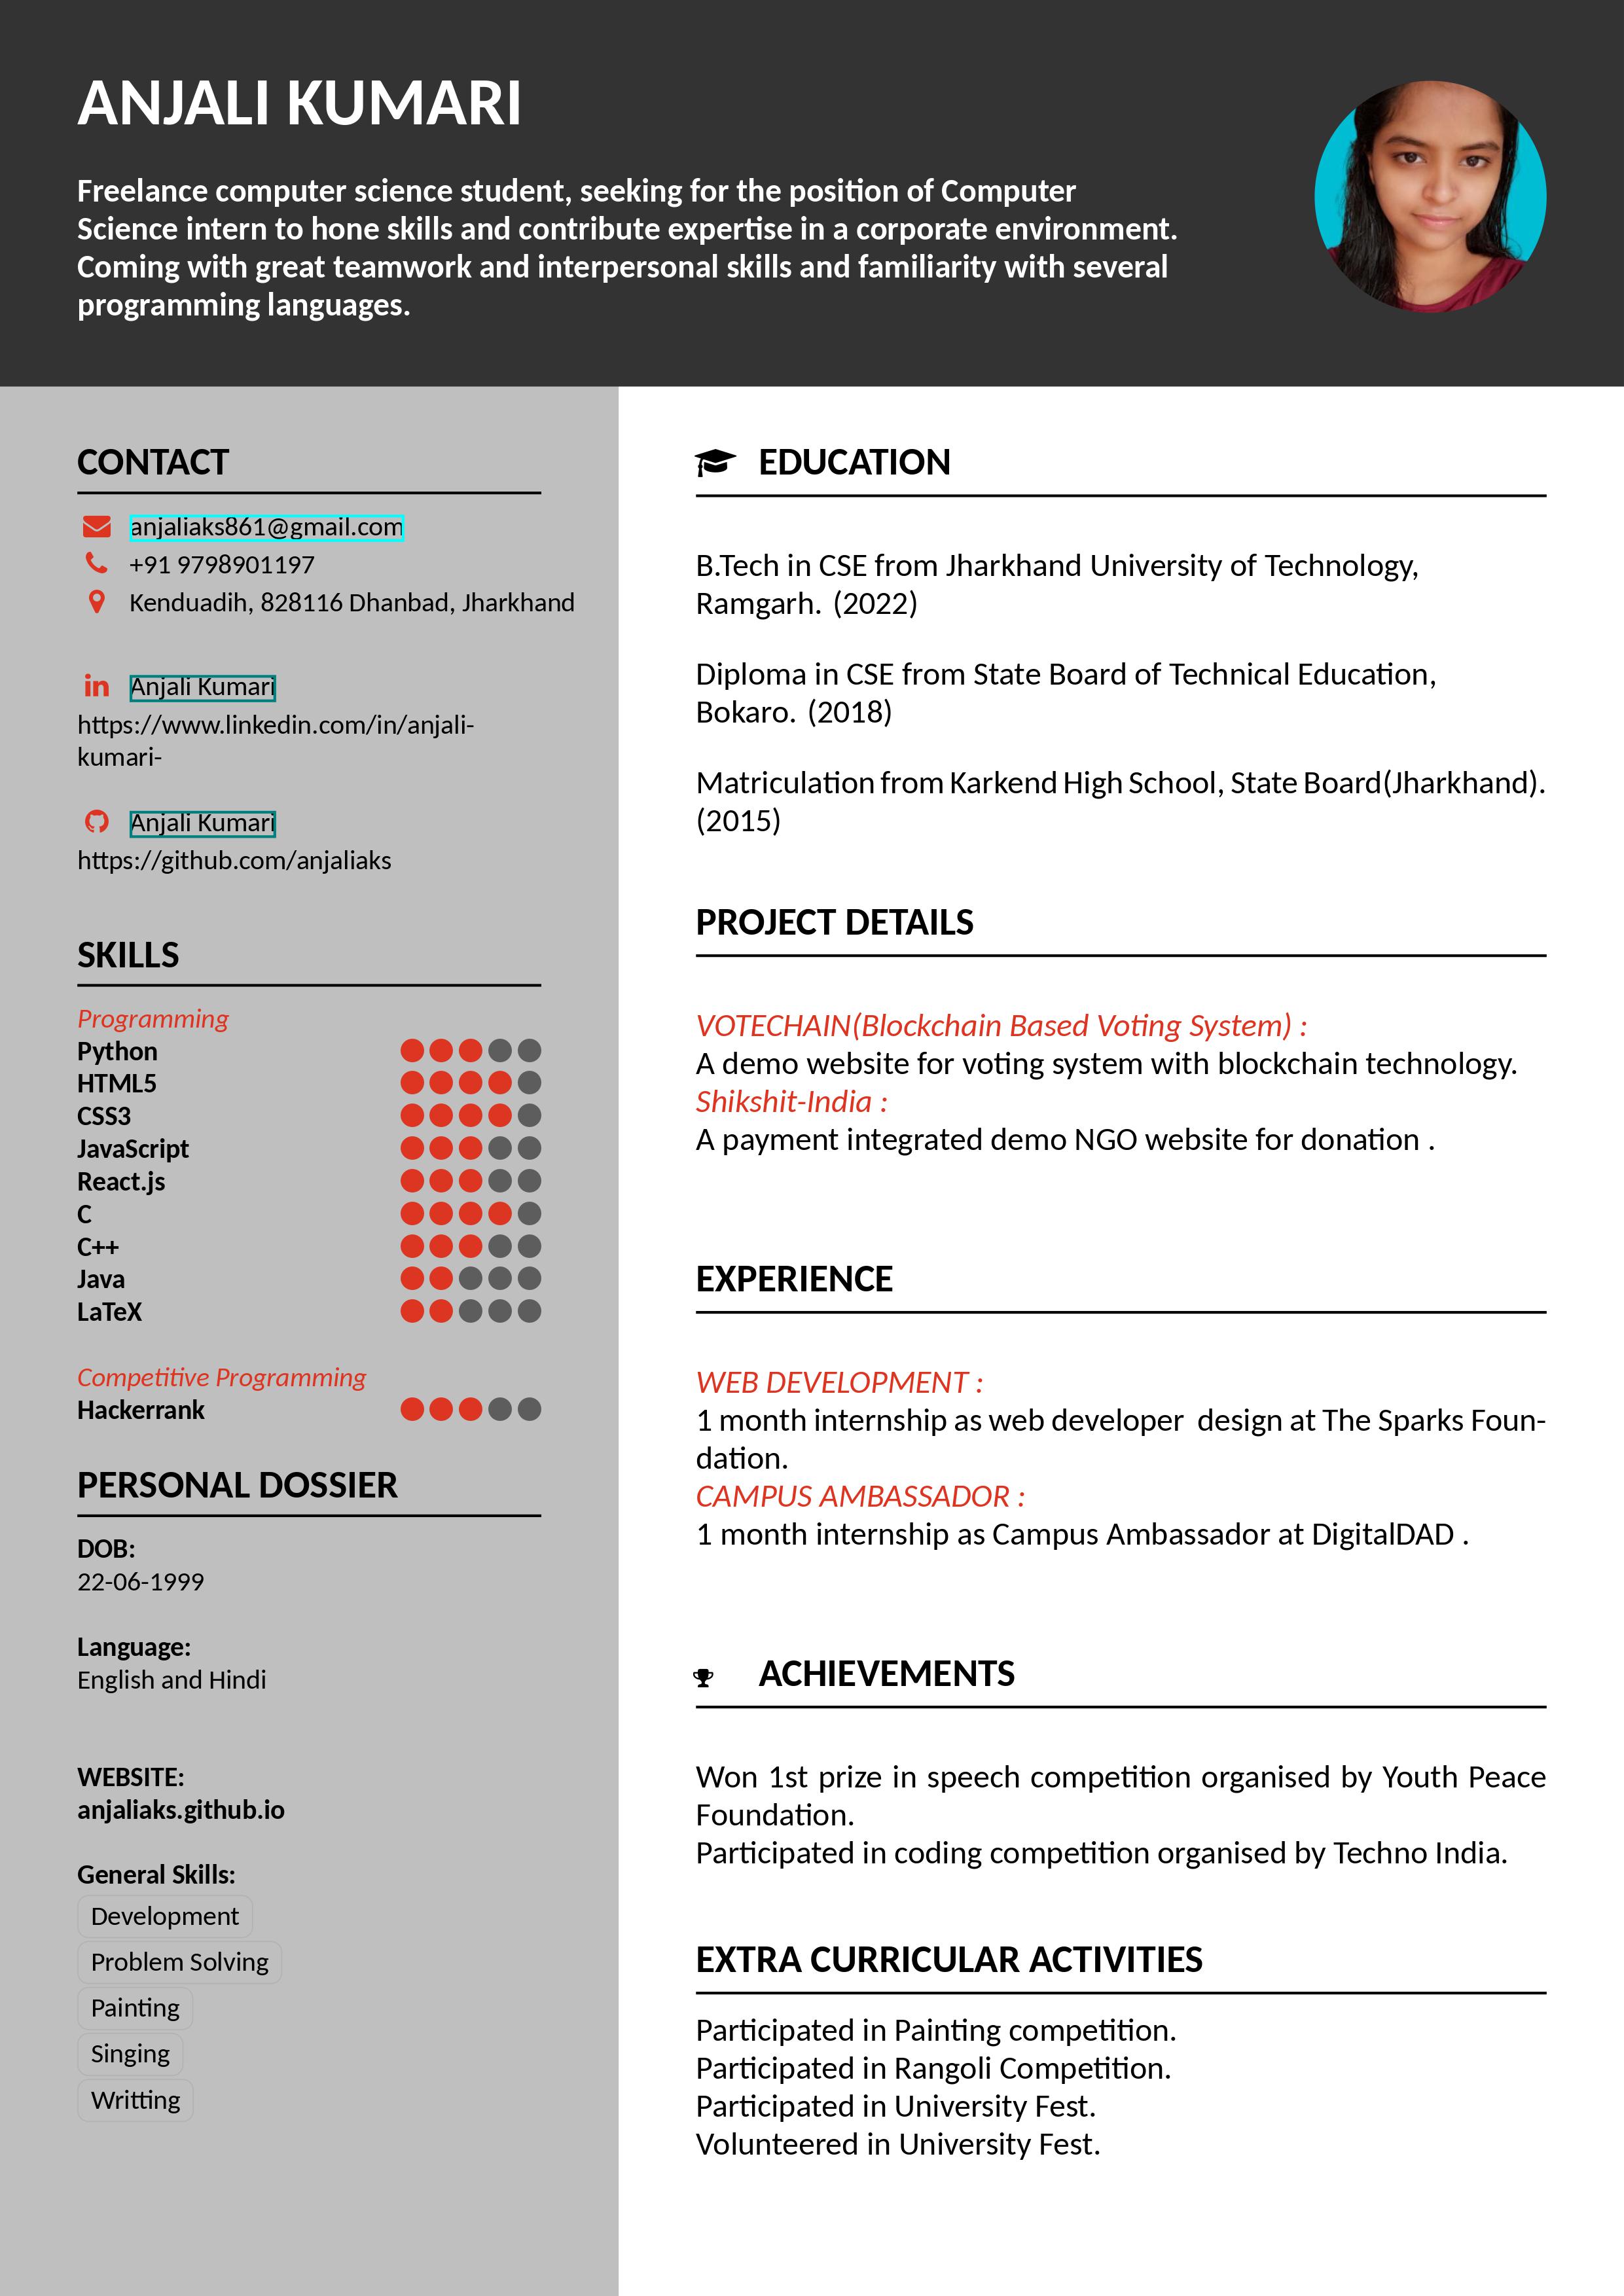 ANJALI KUMARI
Freelance computer science student, seeking for the position of Computer
Science intern to hone skills and contribute expertise in a corporate environment.
Coming with great teamwork and interpersonal skills and familiarity with several
programming languages.
CONTACT
anjaliaks861@gmail.com
+91 9798901197
Kenduadih, 828116 Dhanbad, Jharkhand
Anjali Kumari
https://www.linkedin.com/in/anjali-
kumari-
Anjali Kumari
https://github.com/anjaliaks
SKILLS
Programming
Python
HTML5
CSS3
JavaScript
React.js
C
C++
Java
LaTeX
Competitive Programming
Hackerrank
PERSONAL DOSSIER
DOB:
22-06-1999
Language:
English and Hindi
WEBSITE:
anjaliaks.github.io
General Skills:
Development
Problem Solving
Painting
Singing
Writting
EDUCATION
B.Tech in CSE from Jharkhand University of Technology,
Ramgarh. (2022)
Diploma in CSE from State Board of Technical Education,
Bokaro. (2018)
Matriculation from Karkend High School, State Board(Jharkhand).
(2015)
PROJECT DETAILS
VOTECHAIN(Blockchain Based Voting System) :
A demo website for voting system with blockchain technology.
Shikshit-India :
A payment integrated demo NGO website for donation .
EXPERIENCE
WEB DEVELOPMENT :
1 month internship as web developer design at The Sparks Foun-
dation.
CAMPUS AMBASSADOR :
1 month internship as Campus Ambassador at DigitalDAD .
ACHIEVEMENTS
Won 1st prize in speech competition organised by Youth Peace
Foundation.
Participated in coding competition organised by Techno India.
EXTRA CURRICULAR ACTIVITIES
Participated in Painting competition.
Participated in Rangoli Competition.
Participated in University Fest.
Volunteered in University Fest.